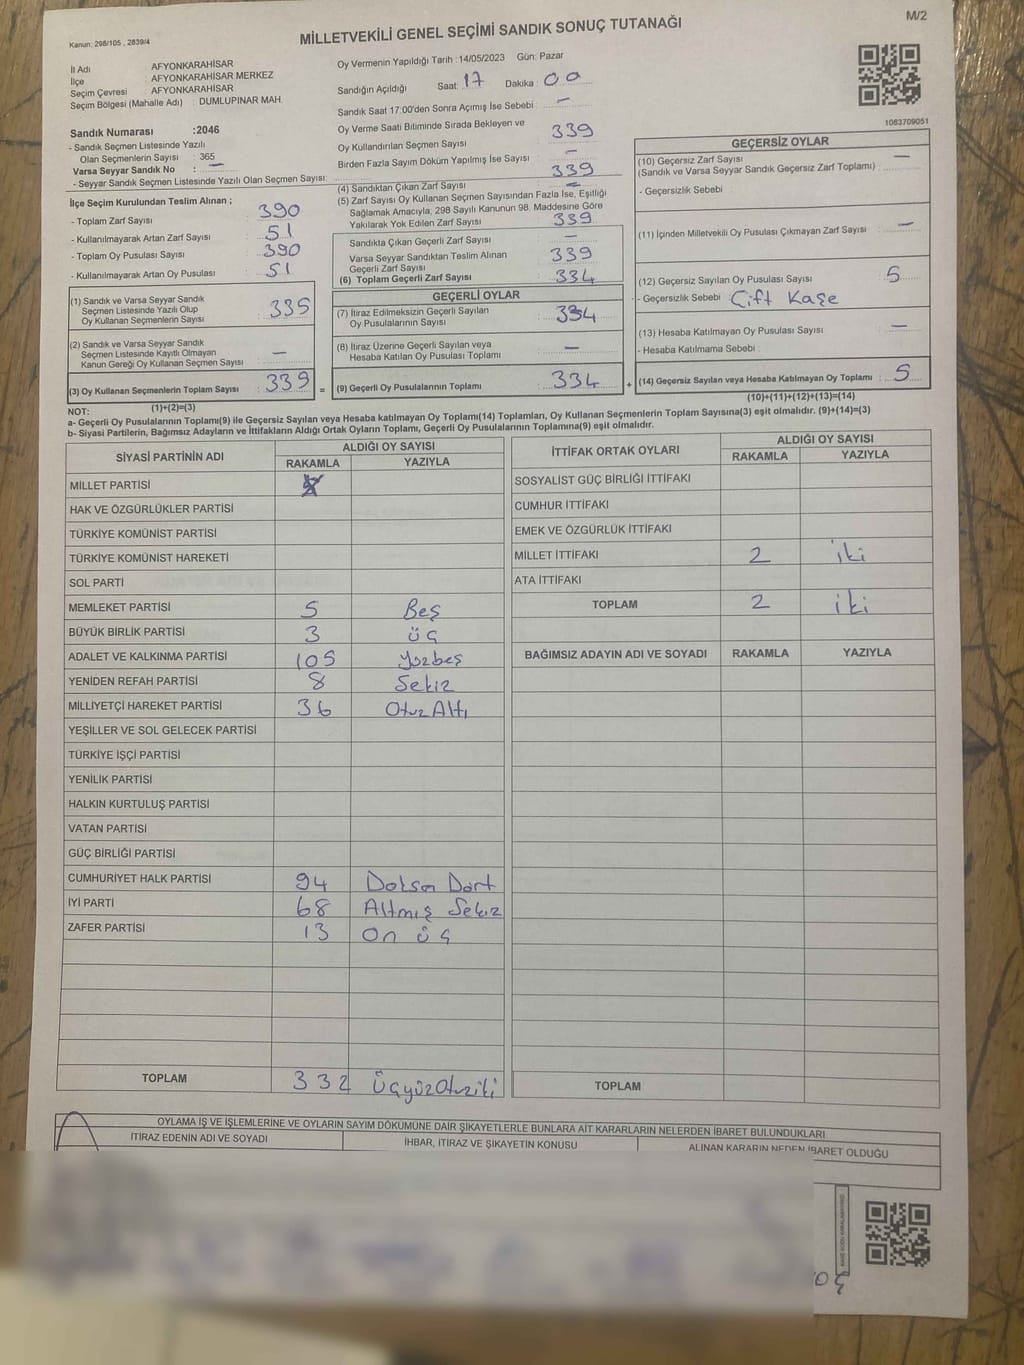 M/2
MİLLETVEKİLİ GENEL SEÇİMİ SANDIK SONUÇ TUTANAĞI
Kanun: 298/105 , 2839/4
İl Adı AFYONKARAHİSAR
İlçe : AFYONKARAHİSAR MERKEZ
Seçim Çevresi : AFYONKARAHİSAR
Seçim Bölgesi (Mahalle Adı) : DUMLUPINAR MAH.
Sandık Numarası :2046
- Sandık Seçmen Listesinde Yazılı
Olan Seçmenlerin Sayısı : 365
Varsa Seyyar Sandık No : —
- Seyyar Sandık Seçmen Listesinde Yazılı Olan Seçmen Sayısı:
Oy Vermenin Yapıldığı Tarih :14/05/2023 Gün: Pazar
Sandığın Açıldığı Saat: 17 Dakika: 00
Sandık Saat 17:00'den Sonra Açımış İse Sebebi : —
Oy Verme Saati Bitiminde Sırada Bekleyen ve
Oy Kullandırılan Seçmen Sayısı 339
Birden Fazla Sayım Döküm Yapılmış İse Sayısı : —
1083709051
İlçe Seçim Kurulundan Teslim Alınan ;
- Toplam Zarf Sayısı : 390
- Kullanılmayarak Artan Zarf Sayısı : 51
- Toplam Oy Pusulası Sayısı : 390
- Kullanılmayarak Artan Oy Pusulası : 51
(1) Sandık ve Varsa Seyyar Sandık
Seçmen Listesinde Yazılı Olup
Oy Kullanan Seçmenlerin Sayısı : 335
(2) Sandık ve Varsa Seyyar Sandık
Seçmen Listesinde Kayıtlı Olmayan
Kanun Gereği Oy Kullanan Seçmen Sayısı : —
(3) Oy Kullanan Seçmenlerin Toplam Sayısı : 339 =
(1)+(2)=(3)
(4) Sandıktan Çıkan Zarf Sayısı 339
(5) Zarf Sayısı Oy Kullanan Seçmen Sayısından Fazla İse, Eşitliği
Sağlamak Amacıyla, 298 Sayılı Kanunun 98. Maddesine Göre
Yakılarak Yok Edilen Zarf Sayısı : —
Sandıkta Çıkan Geçerli Zarf Sayısı : 339
Varsa Seyyar Sandıktan Teslim Alınan
Geçerli Zarf Sayısı : —
(6) Toplam Geçerli Zarf Sayısı : 339
334
GEÇERLİ OYLAR
(7) İtiraz Edilmeksizin Geçerli Sayılan
Oy Pusulalarının Sayısı : 334
(8) İtiraz Üzerine Geçerli Sayılan veya
Hesaba Katılan Oy Pusulası Toplamı : —
(9) Geçerli Oy Pusulalarının Toplamı : 334 +
GEÇERSİZ OYLAR
(10) Geçersiz Zarf Sayısı
(Sandık ve Varsa Seyyar Sandık Geçersiz Zarf Toplamı) : —
- Geçersizlik Sebebi :
(11) İçinden Milletvekili Oy Pusulası Çıkmayan Zarf Sayısı : —
(12) Geçersiz Sayılan Oy Pusulası Sayısı : 5
- Geçersizlik Sebebi : Çift Kaşe
(13) Hesaba Katılmayan Oy Pusulası Sayısı : —
- Hesaba Katılmama Sebebi :
(14) Geçersiz Sayılan veya Hesaba Katılmayan Oy Toplamı : 5
(10)+(11)+(12)+(13)=(14)
NOT:
a- Geçerli Oy Pusulalarının Toplamı(9) ile Geçersiz Sayılan veya Hesaba katılmayan Oy Toplamı(14) Toplamları, Oy Kullanan Seçmenlerin Toplam Sayısına(3) eşit olmalıdır. (9)+(14)=(3)
b- Siyasi Partilerin, Bağımsız Adayların ve İttifakların Aldığı Ortak Oyların Toplamı, Geçerli Oy Pusulalarının Toplamına(9) eşit olmalıdır.
SİYASİ PARTİNİN ADI ALDIĞI OY SAYISI
RAKAMLA YAZIYLA
MİLLET PARTİSİ
HAK VE ÖZGÜRLÜKLER PARTİSİ
TÜRKİYE KOMÜNİST PARTİSİ
TÜRKİYE KOMÜNİST HAREKETİ
SOL PARTİ
MEMLEKET PARTİSİ 5 Beş
BÜYÜK BİRLİK PARTİSİ 3 üç
ADALET VE KALKINMA PARTİSİ 105 Yüzbeş
YENİDEN REFAH PARTİSİ 8 Sekiz
MİLLİYETÇİ HAREKET PARTİSİ 36 Otuz Altı
YEŞİLLER VE SOL GELECEK PARTİSİ
TÜRKİYE İŞÇİ PARTİSİ
YENİLİK PARTİSİ
HALKIN KURTULUŞ PARTİSİ
VATAN PARTİSİ
GÜÇ BİRLİĞİ PARTİSİ
CUMHURİYET HALK PARTİSİ 94 Doksan Dört
İYİ PARTİ 68 Altmış Sekiz
ZAFER PARTİSİ 13 On üç
TOPLAM 332 Üçyüzotuziki
İTTİFAK ORTAK OYLARI ALDIĞI OY SAYISI
RAKAMLA YAZIYLA
SOSYALİST GÜÇ BİRLİĞİ İTTİFAKI
CUMHUR İTTİFAKI
EMEK VE ÖZGÜRLÜK İTTİFAKI
MİLLET İTTİFAKI 2 iki
ATA İTTİFAKI
TOPLAM 2 iki
BAĞIMSIZ ADAYIN ADI VE SOYADI RAKAMLA YAZIYLA
TOPLAM
OYLAMA İŞ VE İŞLEMLERİNE VE OYLARIN SAYIM DÖKÜMÜNE DAİR ŞİKAYETLERLE BUNLARA AİT KARARLARIN NELERDEN İBARET BULUNDUKLARI
İTİRAZ EDENİN ADI VE SOYADI İHBAR, İTİRAZ VE ŞİKAYETİN KONUSU ALINAN KARARIN NEDEN İBARET OLDUĞU